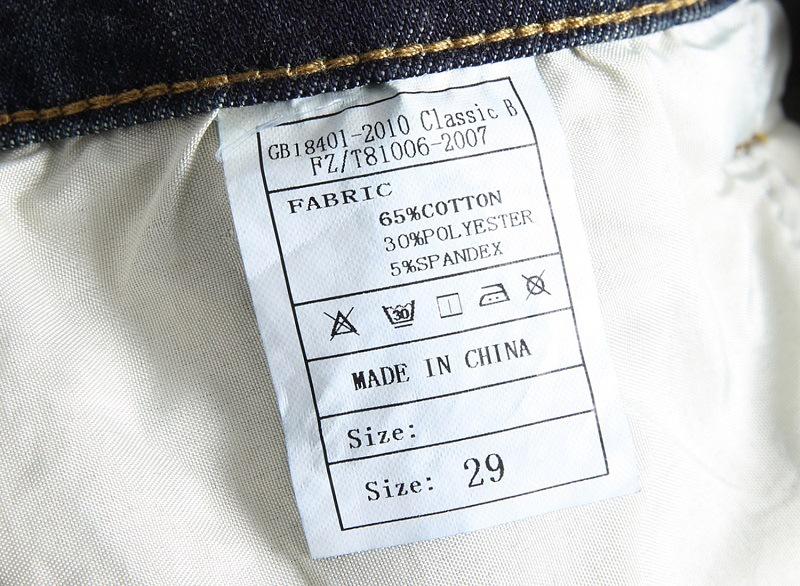 GB18401-2010 Classic B
FZ/T81006-2007
FABRIC
65%COTTON
30%POLYESTER
5%SPANDEX
30
MADE IN CHINA
Size:
Size: 29